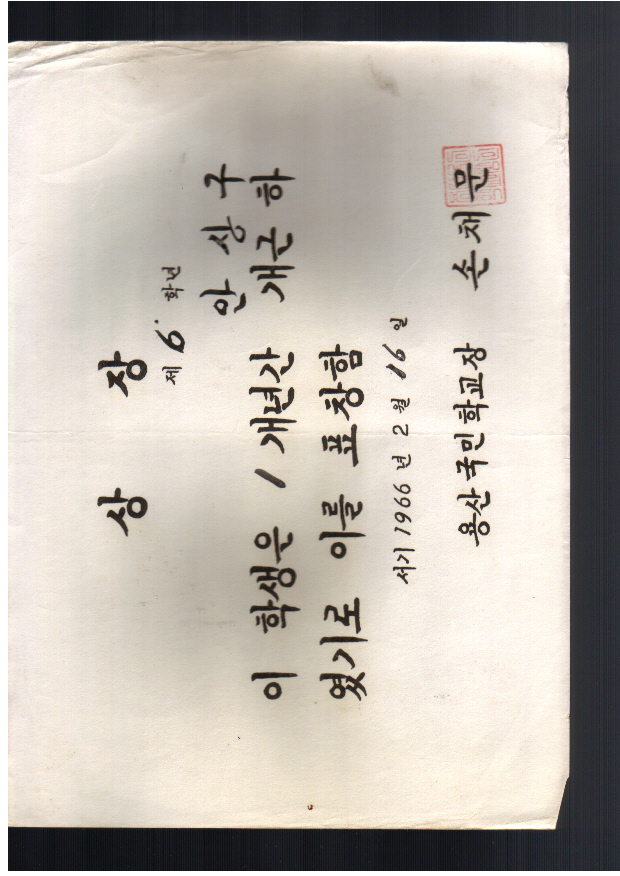 상 장
제 6 학년
안 상 구
이 학생은 1 개년간 개근 하
였기로 이를 표창함
서기 1966 년 2 월 16 일
용산국민학교장 손채문